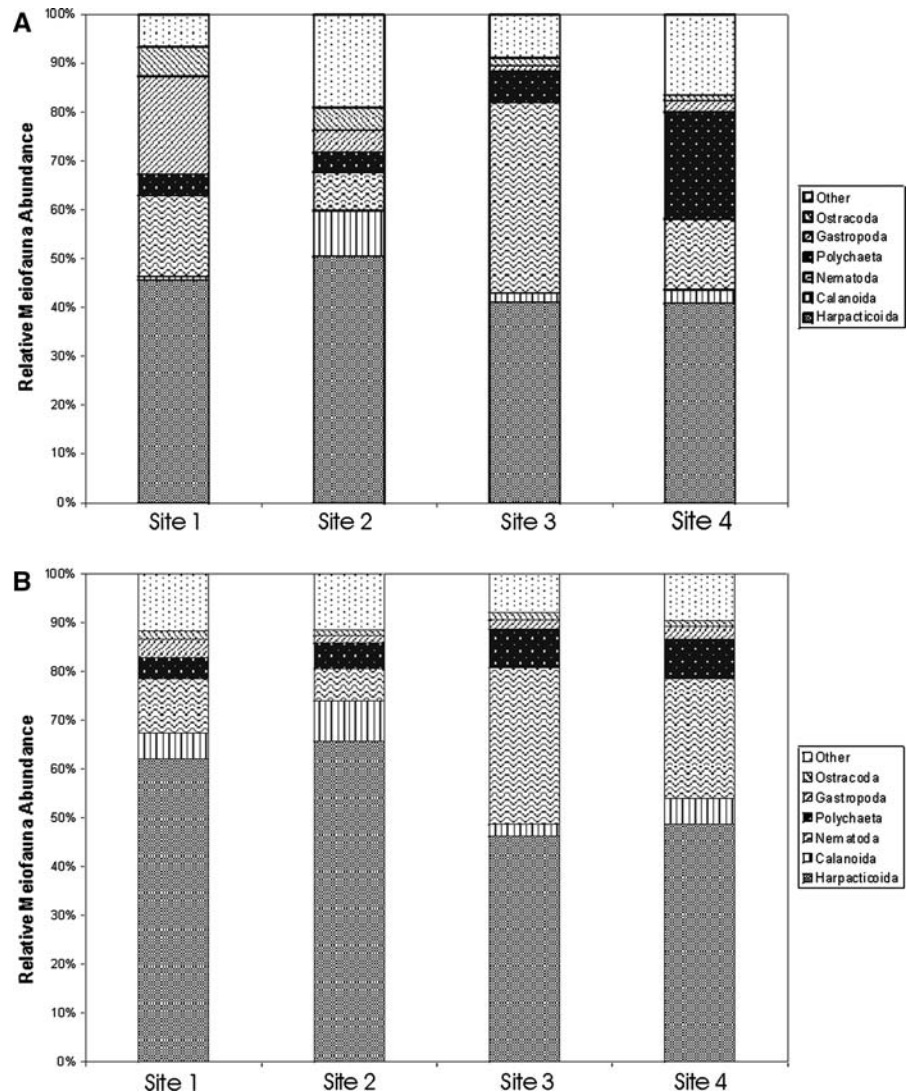 A
Relative Meiofauna Abundance
100%
90%
80%
70%
60%
50%
40%
30%
20%
10%
0%
Site 1
Site 2
Site 3
Site 4
Other
Ostracoda
Gastropoda
Polychaeta
Nematoda
Calanoida
Harpacticoida
B
Relative Meiofauna Abundance
100%
90%
80%
70%
60%
50%
40%
30%
20%
10%
0%
Site 1
Site 2
Site 3
Site 4
Other
Ostracoda
Gastropoda
Polychaeta
Nematoda
Calanoida
Harpacticoida